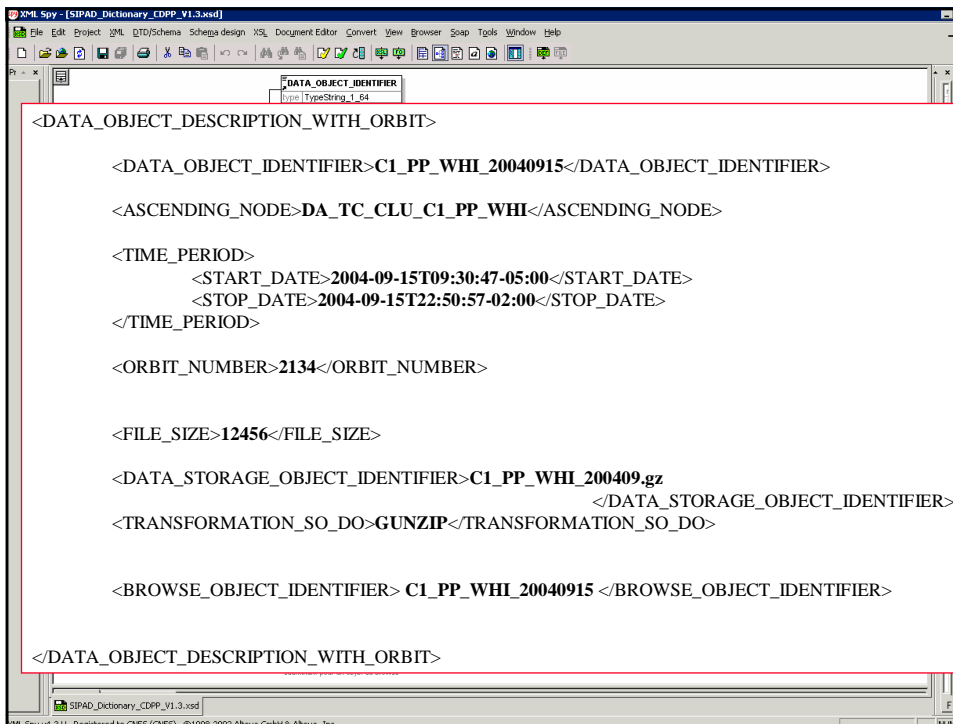 XML Spy - [SIPAD_Dictionary_CDPP_V1.3.xsd]
File Edit Project XML DTD/Schema Schema design XSL Document Editor Convert View Browser Soap Tools Window Help
DATA_OBJECT_IDENTIFIER
type TypeString_1_64
<DATA_OBJECT_DESCRIPTION_WITH_ORBIT>
<DATA_OBJECT_IDENTIFIER>C1_PP_WHI_20040915</DATA_OBJECT_IDENTIFIER>
<ASCENDING_NODE>DA_TC_CLU_C1_PP_WHI</ASCENDING_NODE>
<TIME_PERIOD>
<START_DATE>2004-09-15T09:30:47-05:00</START_DATE>
<STOP_DATE>2004-09-15T22:50:57-02:00</STOP_DATE>
</TIME_PERIOD>
<ORBIT_NUMBER>2134</ORBIT_NUMBER>
<FILE_SIZE>12456</FILE_SIZE>
<DATA_STORAGE_OBJECT_IDENTIFIER>C1_PP_WHI_200409.gz
</DATA_STORAGE_OBJECT_IDENTIFIER>
<TRANSFORMATION_SO_DO>GUNZIP</TRANSFORMATION_SO_DO>
<BROWSE_OBJECT_IDENTIFIER> C1_PP_WHI_20040915 </BROWSE_OBJECT_IDENTIFIER>
</DATA_OBJECT_DESCRIPTION_WITH_ORBIT>
SIPAD_Dictionary_CDPP_V1.3.xsd